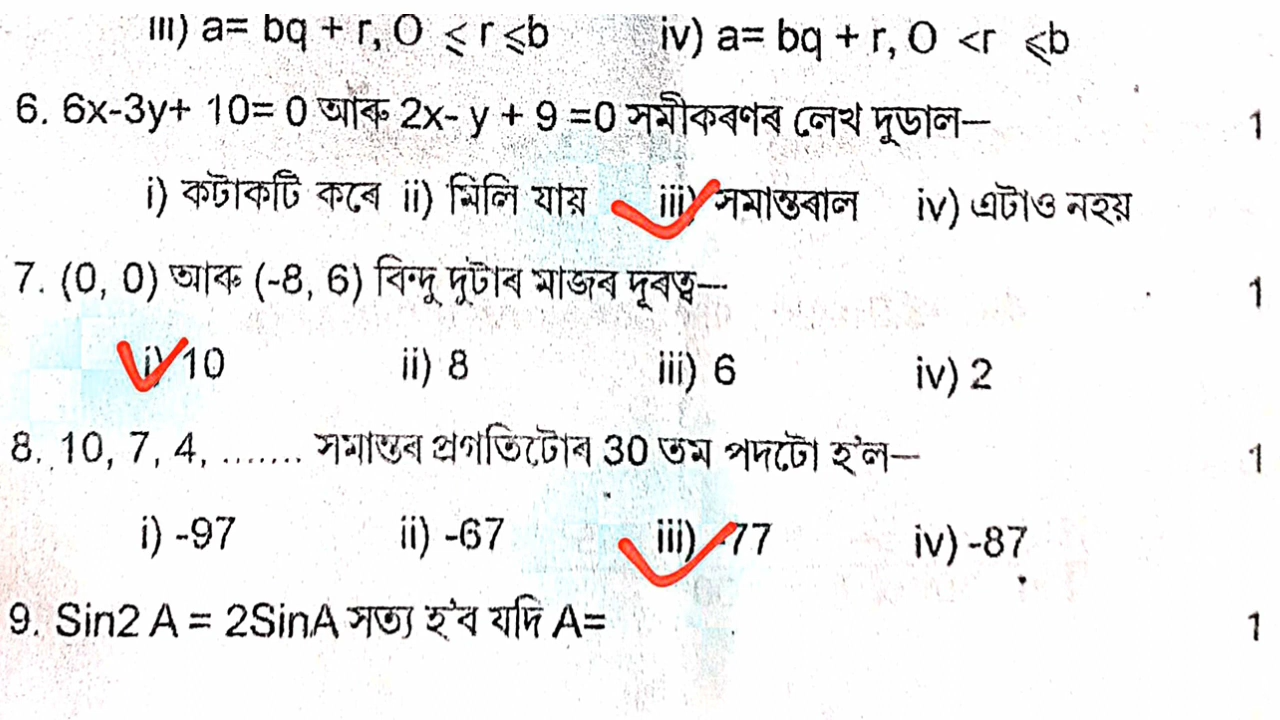 iii) a= bq + r, O ⩽ r ⩽b iv) a= bq + r, O <r ⩽b
6. 6x-3y+ 10= 0 আৰু 2x- y + 9 =0 সমীকৰণৰ লেখ দুডাল— 1
i) কটাকটি কৰে ii) মিলি যায় iii) সমান্তৰাল iv) এটাও নহয়
7. (0, 0) আৰু (-8, 6) বিন্দু দুটাৰ মাজৰ দূৰত্ব— 1
i) 10 ii) 8 iii) 6 iv) 2
8. 10, 7, 4, ....... সমান্তৰ প্ৰগতিটোৰ 30 তম পদটো হ'ল— 1
i) -97 ii) -67 iii) -77 iv) -87
9. Sin2 A = 2SinA সত্য হ'ব যদি A= 1